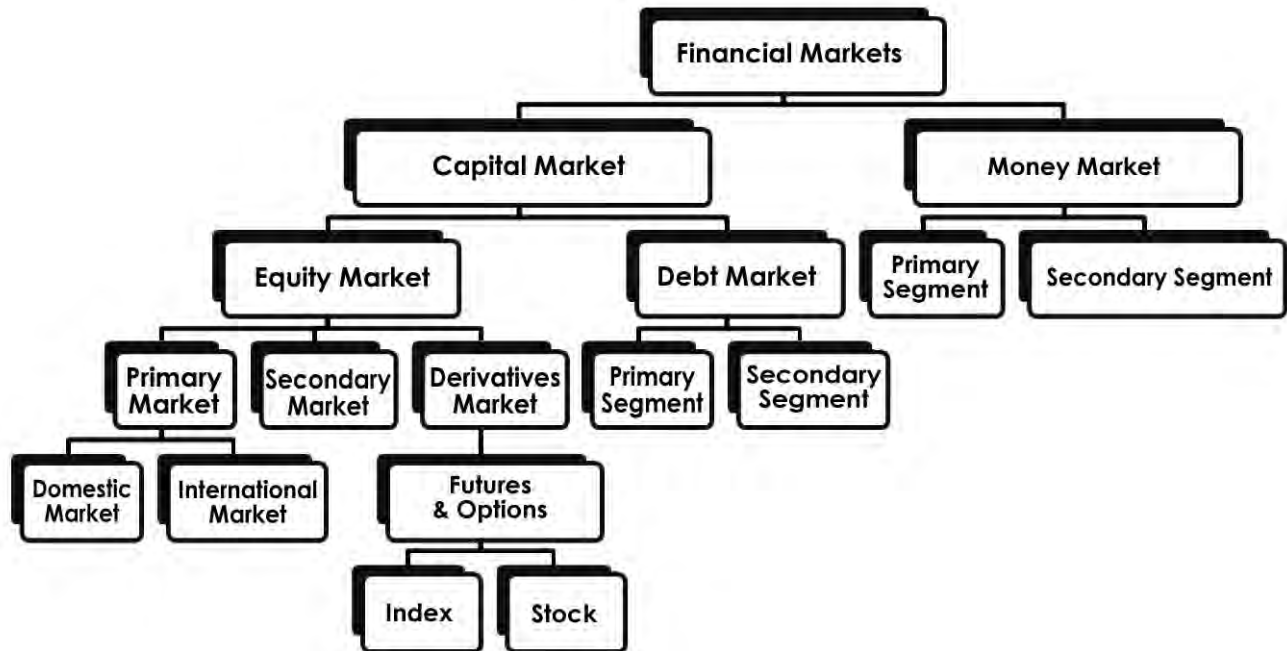 Financial Markets
Capital Market
Money Market
Equity Market
Debt Market
Primary
Segment
Secondary Segment
Primary
Market
Secondary
Market
Derivatives
Market
Primary
Segment
Secondary
Segment
Domestic
Market
International
Market
Futures
& Options
Index
Stock